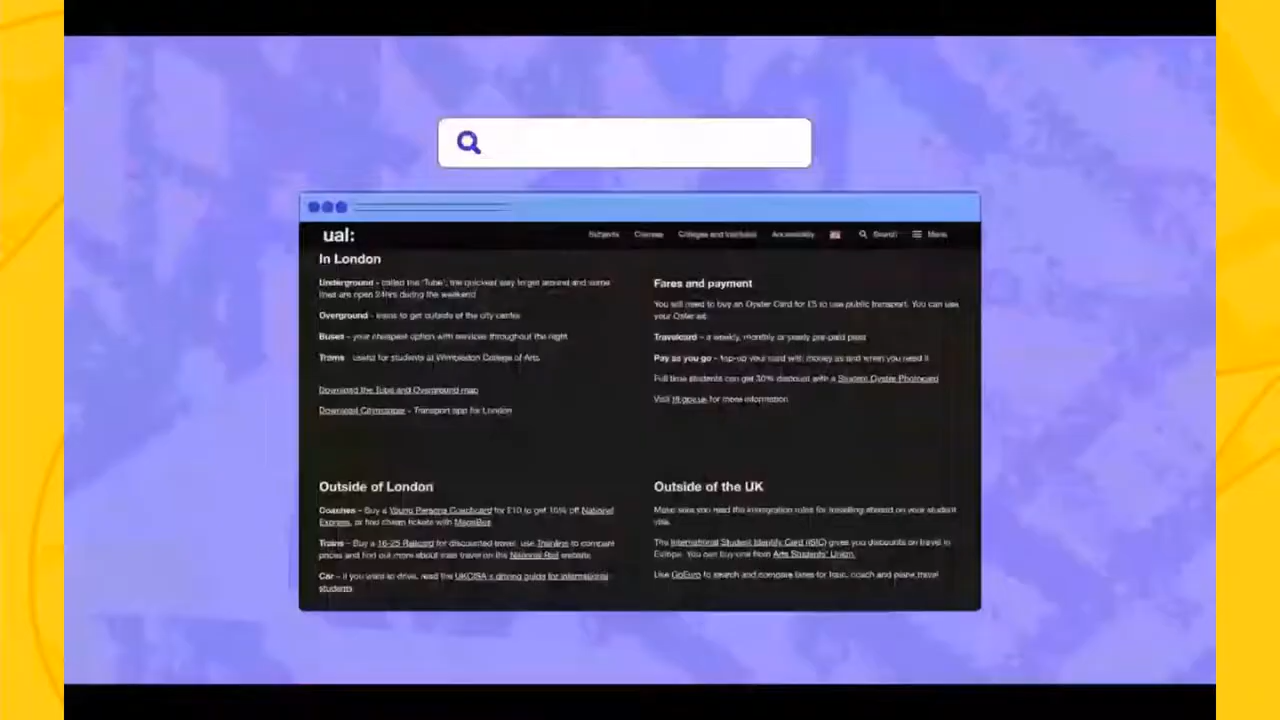 ual:
Subjects Courses Colleges and Institutes Accessibility Search Menu
In London
Underground - called the 'Tube', the quickest way to get around and some
lines are open 24hrs during the weekend
Overground - trains to get outside of the city centre
Buses - your cheapest option with services throughout the night
Trams - useful for students at Wimbledon College of Arts.
Download the Tube and Overground map
Download Citymapper - Transport app for London
Fares and payment
You will need to buy an Oyster Card for £5 to use public transport. You can use
your Oyster as:
Travelcard - a weekly, monthly or yearly pre-paid pass
Pay as you go - top-up your card with money as and when you need it
Full time students can get 30% discount with a Student Oyster Photocard
Visit tfl.gov.uk for more information
Outside of London
Coaches - Buy a Young Persons Coachcard for £10 to get 10% off National
Express, or find cheap tickets with MegaBus
Trains - Buy a 16-25 Railcard for discounted travel, use Trainline to compare
prices and find out more about train travel on the National Rail website.
Car - if you want to drive, read the UKCISA's driving guide for international
students
Outside of the UK
Make sure you read the immigration rules for travelling abroad on your student
visa.
The International Student Identity Card (ISIC) gives you discounts on travel in
Europe. You can buy one from Arts Students' Union.
Use GoEuro to search and compare fares for train, coach and plane travel